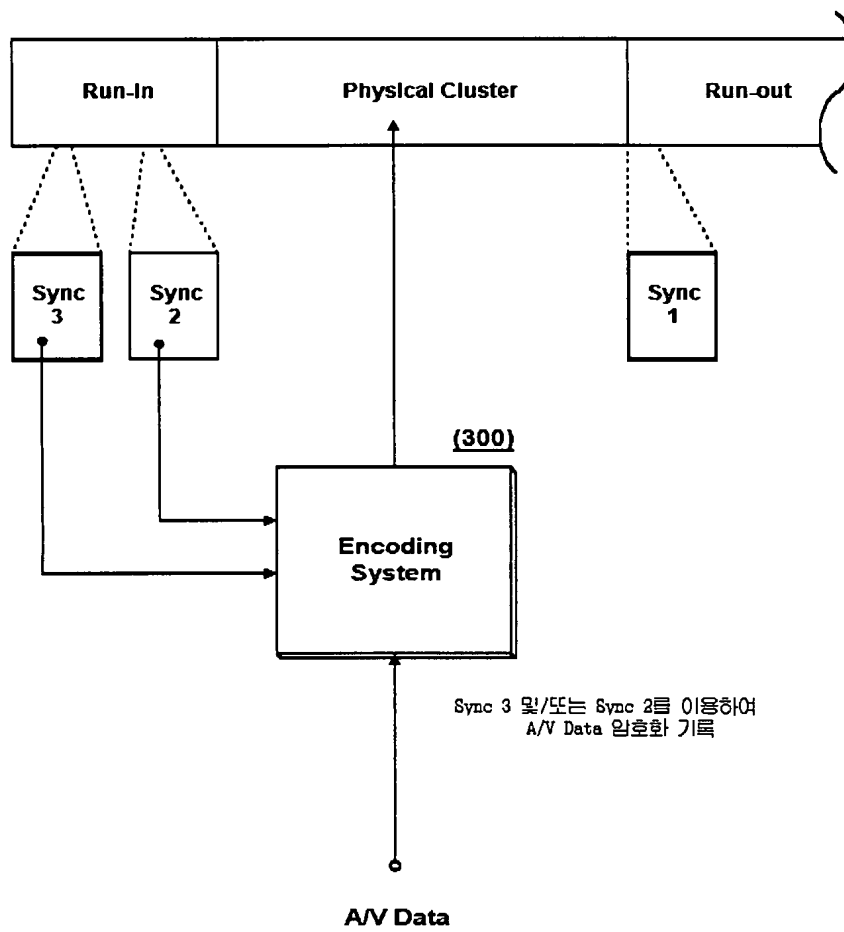 Run-in
Physical Cluster
Run-out
Sync
3
Sync
2
Sync
1
(300)
Encoding
System
Sync 3 및/또는 Sync 2를 이용하여
A/V Data 암호화 기록
A/V Data